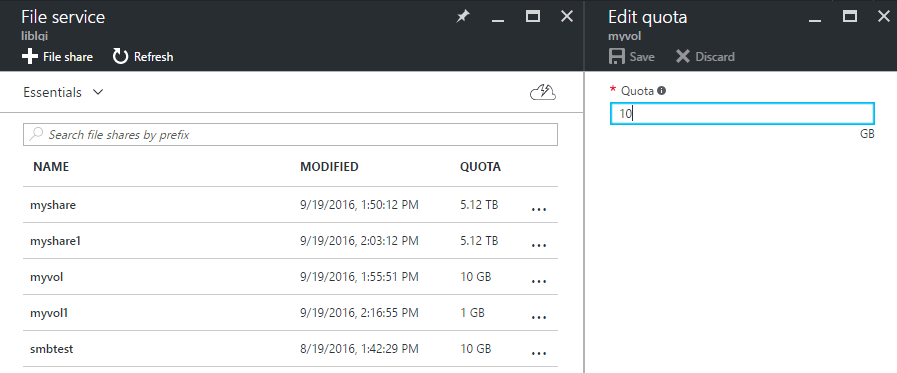 File service
liblqi
File share Refresh
Essentials
Search file shares by prefix
NAME MODIFIED QUOTA
myshare 9/19/2016, 1:50:12 PM 5.12 TB ...
myshare1 9/19/2016, 2:03:12 PM 5.12 TB ...
myvol 9/19/2016, 1:55:51 PM 10 GB ...
myvol1 9/19/2016, 2:16:55 PM 1 GB ...
smbtest 8/19/2016, 1:42:29 PM 10 GB ...
Edit quota
myvol
Save Discard
* Quota
10
GB